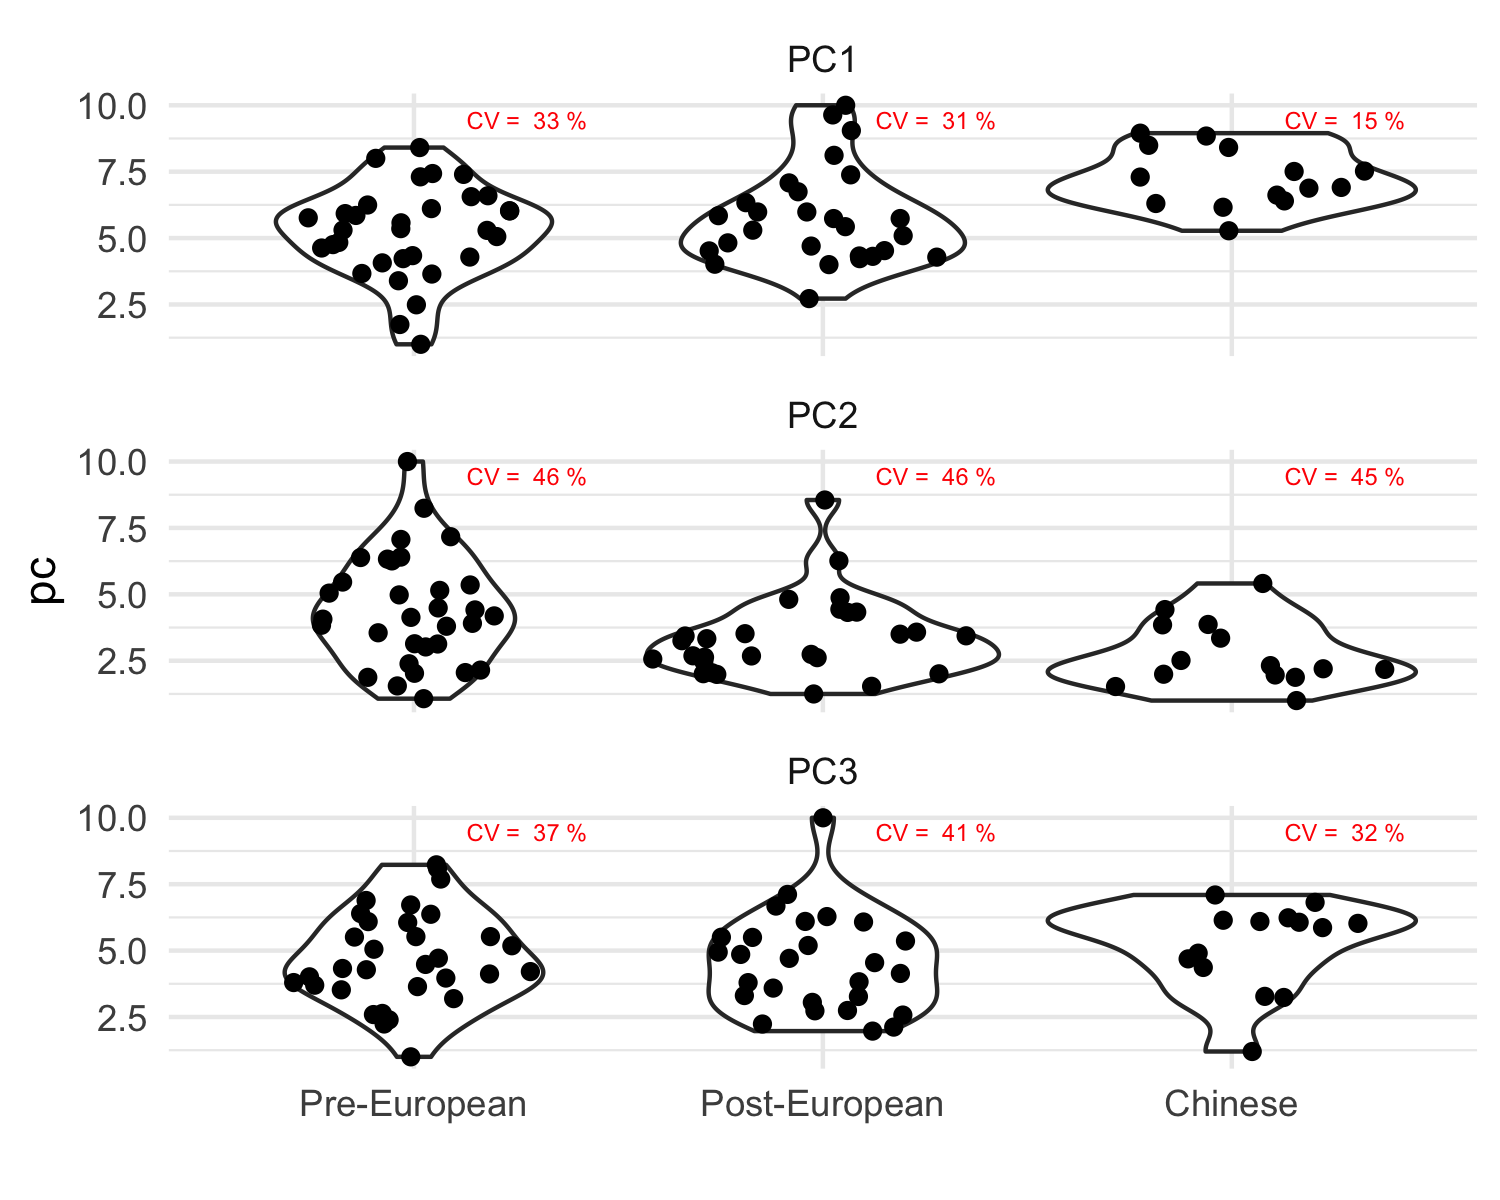 PC1
10.0
7.5
5.0
2.5
CV = 33 %
CV = 31 %
CV = 15 %
PC2
10.0
7.5
5.0
2.5
CV = 46 %
CV = 46 %
CV = 45 %
pc
PC3
10.0
7.5
5.0
2.5
CV = 37 %
CV = 41 %
CV = 32 %
Pre-European
Post-European
Chinese